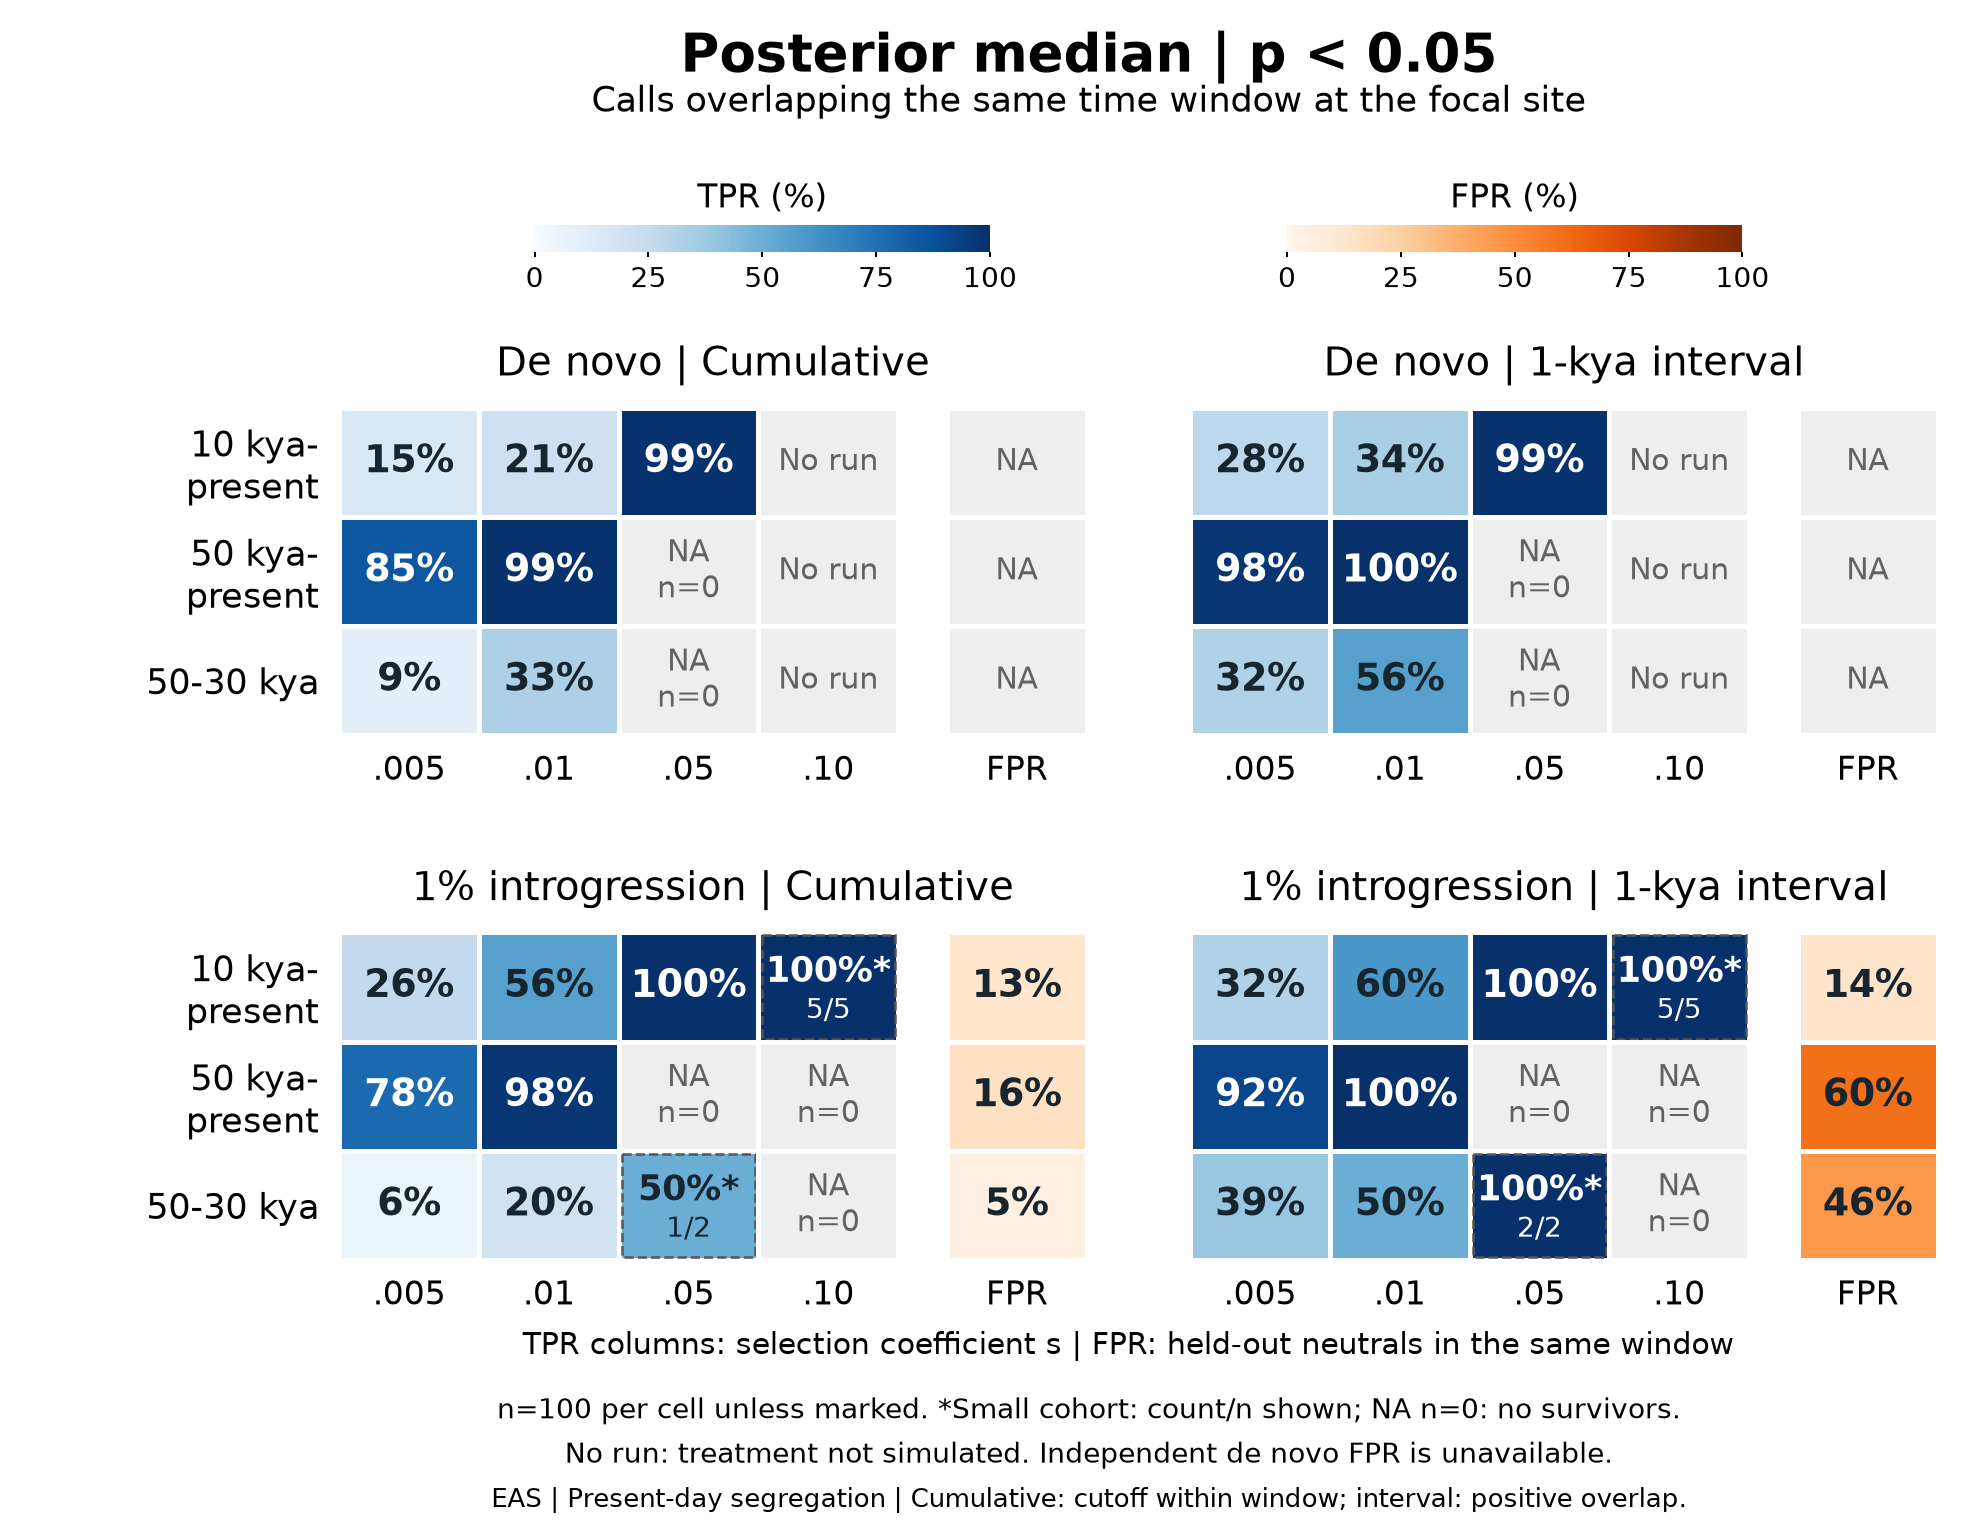 Posterior median | p < 0.05
Calls overlapping the same time window at the focal site
TPR (%)
0 25 50 75 100
FPR (%)
0 25 50 75 100
De novo | Cumulative
10 kya-
present
15% 21% 99% No run NA
50 kya-
present
85% 99% NA
n=0 No run NA
50-30 kya 9% 33% NA
n=0 No run NA
.005 .01 .05 .10 FPR
De novo | 1-kya interval
28% 34% 99% No run NA
98% 100% NA
n=0 No run NA
32% 56% NA
n=0 No run NA
.005 .01 .05 .10 FPR
1% introgression | Cumulative
10 kya-
present
26% 56% 100% 100%*
5/5 13%
50 kya-
present
78% 98% NA
n=0 NA
n=0 16%
50-30 kya 6% 20% 50%*
1/2 NA
n=0 5%
.005 .01 .05 .10 FPR
1% introgression | 1-kya interval
32% 60% 100% 100%*
5/5 14%
92% 100% NA
n=0 NA
n=0 60%
39% 50% 100%*
2/2 NA
n=0 46%
.005 .01 .05 .10 FPR
TPR columns: selection coefficient s | FPR: held-out neutrals in the same window
n=100 per cell unless marked. *Small cohort: count/n shown; NA n=0: no survivors.
No run: treatment not simulated. Independent de novo FPR is unavailable.
EAS | Present-day segregation | Cumulative: cutoff within window; interval: positive overlap.